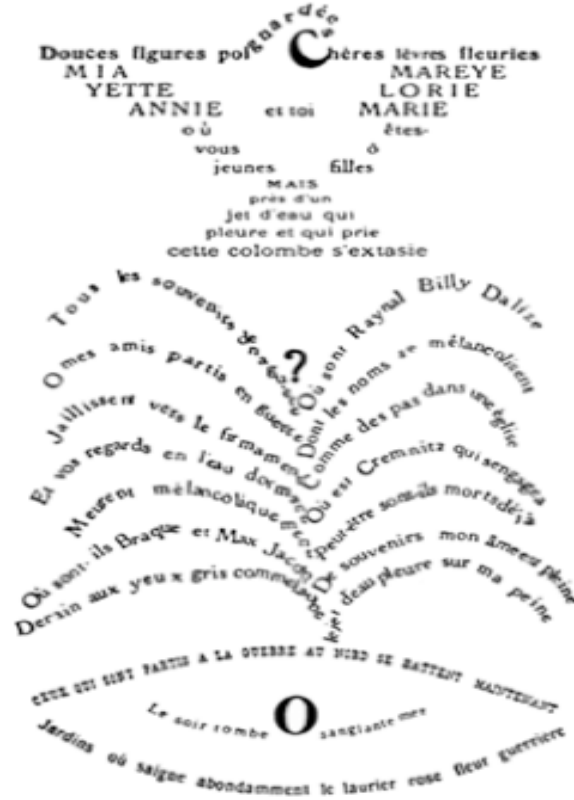 Douces figures poignardées Chères lèvres fleuries
MIA MAREYE
YETTE LORIE
ANNIE et toi MARIE
où êtes-
vous ô
jeunes filles
MAIS
près d'un
jet d'eau qui
pleure et qui prie
cette colombe s'extasie
Tous les souvenirs de
?
O mes amis partis en guerre
Jaillissent vers le firmament
Et vos regards en l'eau dormant
Meurent mélancoliquement
Où sont-ils Braque et Max Jacob
Derain aux yeux gris comme l'aube
Où sont Raynal Billy Dalize
Dont les noms se mélancolisent
Comme des pas dans une église
Où est Cremnitz qui s'engagea
Peut-être sont-ils morts déjà
De souvenirs mon âme est pleine
le jet d'eau pleure sur ma peine
CEUX QUI SONT PARTIS A LA GUERRE AU NORD SE BATTENT MAINTENANT
Le soir tombe O sanglante mer
Jardins où saigne abondamment le laurier rose fleur guerrière